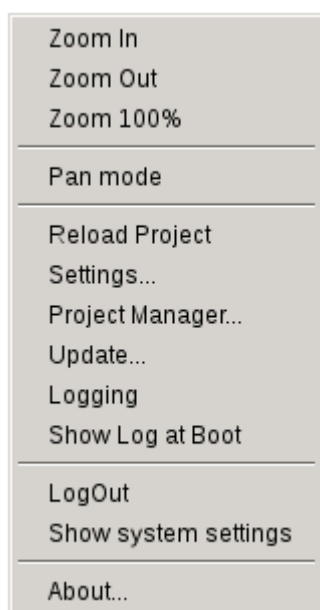 Zoom In
Zoom Out
Zoom 100%
Pan mode
Reload Project
Settings...
Project Manager...
Update...
Logging
Show Log at Boot
LogOut
Show system settings
About...